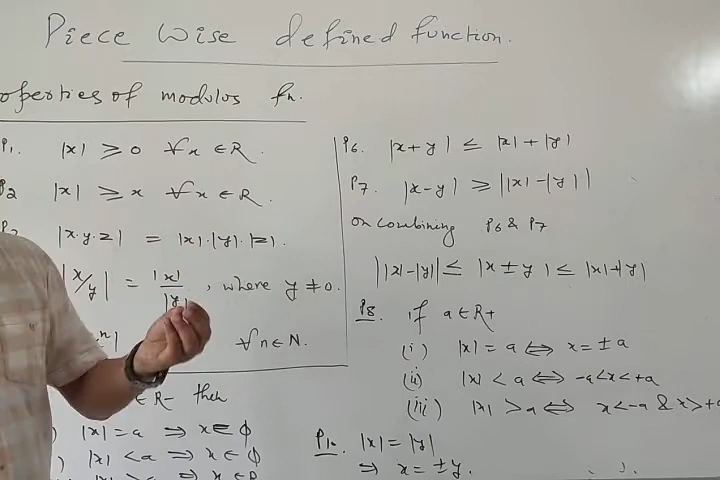 Piece Wise defined function.
operties of modulus fn.
P1. |x| ≥ 0 ∀ x ∈ R.
P2 |x| ≥ x ∀ x ∈ R.
|x·y·z| = |x|·|y|·|z|.
|x/y| = |x|/|y|, where y ≠ 0.
n| ∀ n ∈ N.
∈ R- then
) |x| = a ⇒ x ∈ ϕ
) |x| < a ⇒ x ∈ ϕ
P6. |x+y| ≤ |x|+|y|
P7. |x-y| ≥ ||x|-|y||
on combining P6 & P7
||x|-|y|| ≤ |x±y| ≤ |x|+|y|
P8. if a ∈ R+
(i) |x| = a ⇔ x = ±a
(ii) |x| < a ⇔ -a<x<+a
(iii) |x| > a ⇔ x<-a & x>+a
|x| = |y|
⇒ x = ±y.